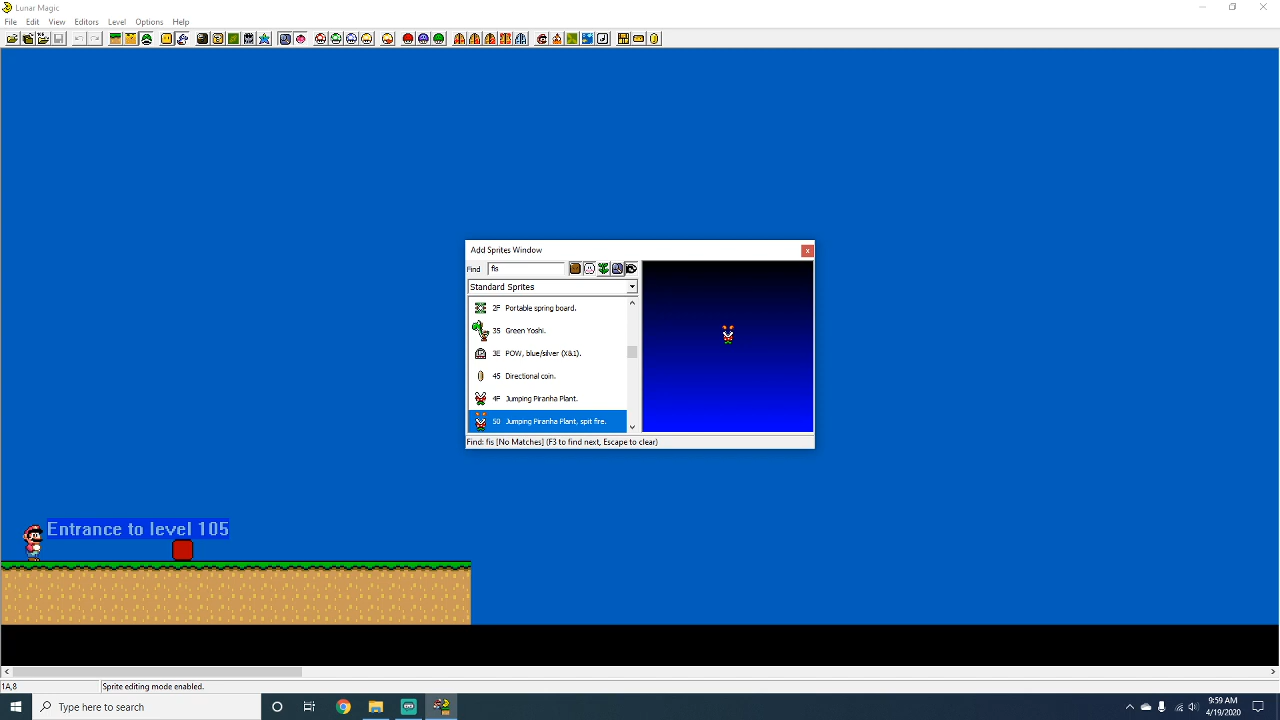 Lunar Magic
File Edit View Editors Level Options Help
Add Sprites Window
Find fis
Standard Sprites
2F Portable spring board.
35 Green Yoshi.
3E POW, blue/silver (X&1).
45 Directional coin.
4F Jumping Piranha Plant.
50 Jumping Piranha Plant, spit fire.
Find: fis [No Matches] (F3 to find next, Escape to clear)
Entrance to level 105
1A,8 Sprite editing mode enabled.
Type here to search
9:59 AM
4/19/2020